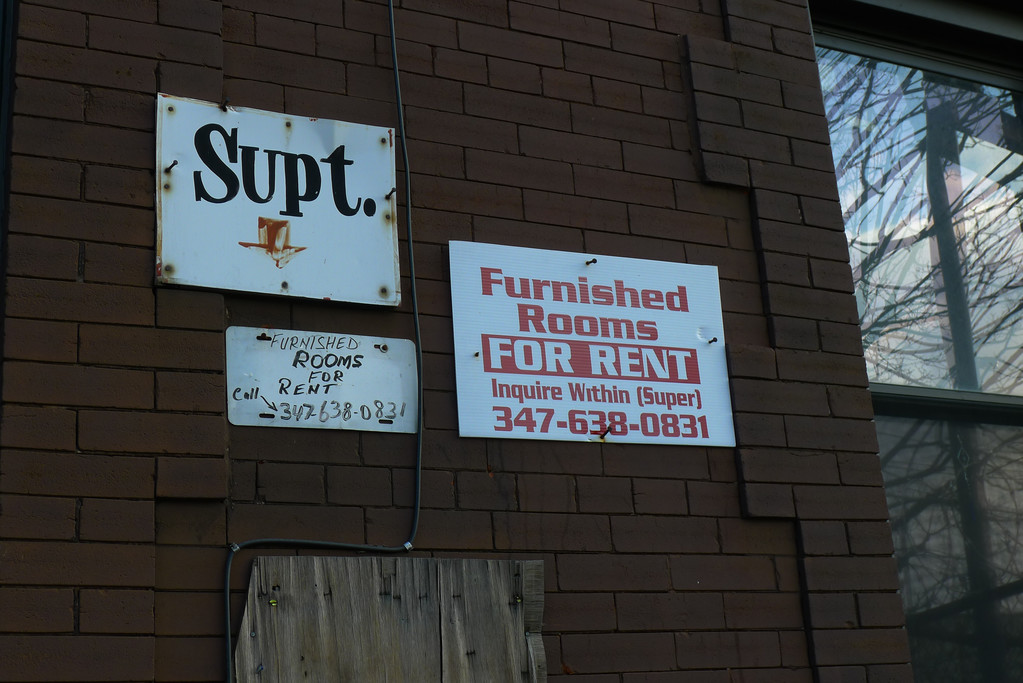 Supt.
FURNISHED
ROOMS
FOR
RENT
Call 347-638-0831
Furnished
Rooms
FOR RENT
Inquire Within (Super)
347-638-0831